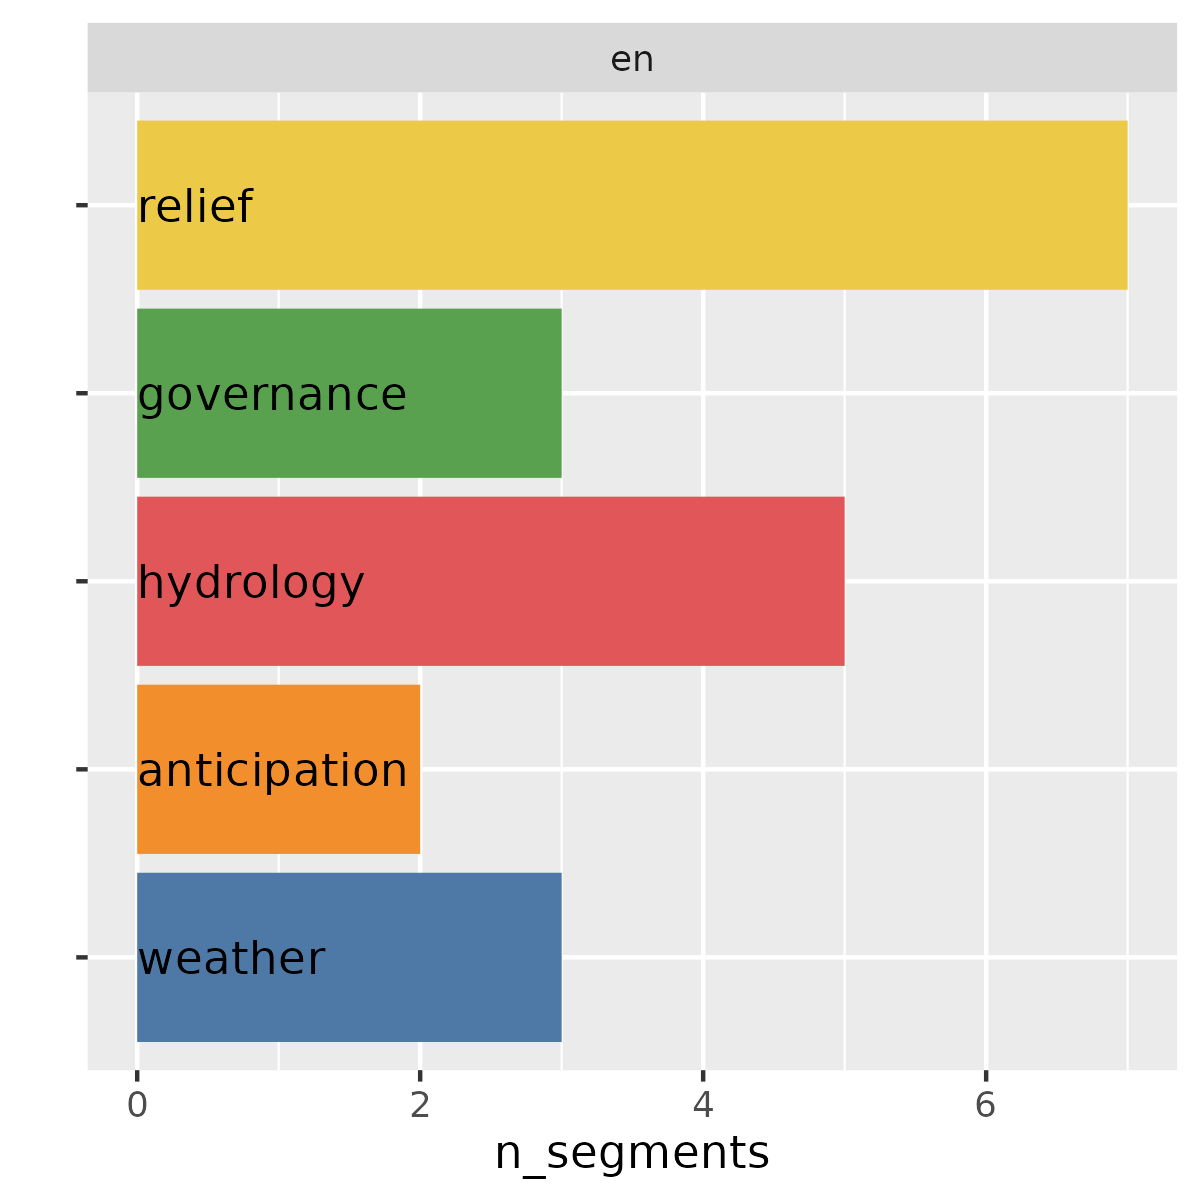 en
relief
governance
hydrology
anticipation
weather
0 2 4 6
n_segments